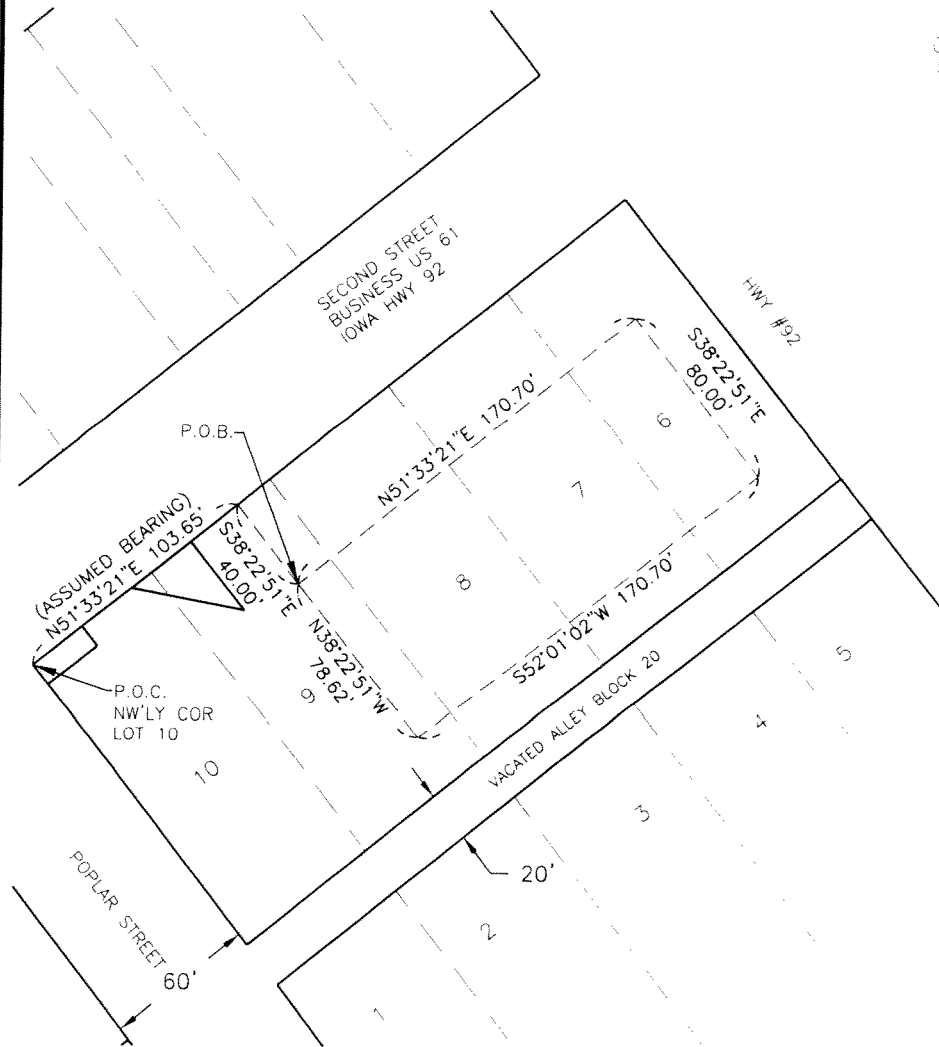 SECOND STREET
BUSINESS US 61
IOWA HWY 92
HWY #92
S38°22'51"E
80.00'
P.O.B.
N51°33'21"E 170.70'
6
7
8
(ASSUMED BEARING)
N51°33'21"E 103.65'
S38°22'51"E
40.00'
N38°22'51"W
78.62'
9
S52°01'02"W 170.70'
P.O.C.
NW'LY COR
LOT 10
10
VACATED ALLEY BLOCK 20
5
4
3
2
1
20'
POPLAR STREET
60'